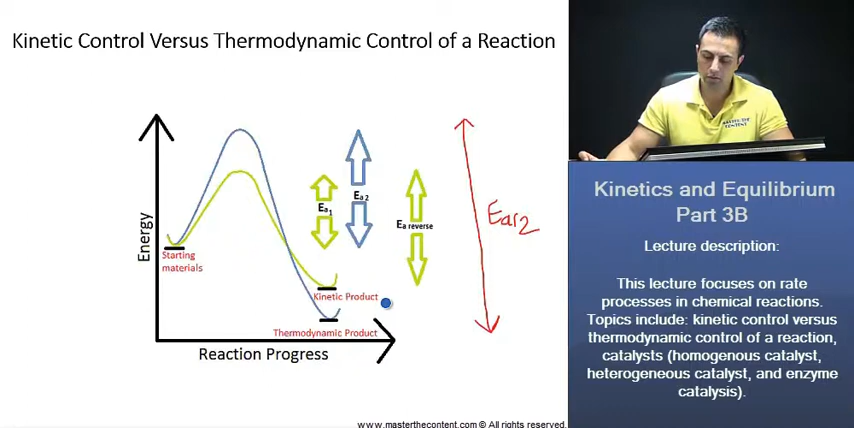 Kinetic Control Versus Thermodynamic Control of a Reaction
Energy
Starting
materials
Ea1
Ea2
Ea reverse
Ear2
Kinetic Product
Thermodynamic Product
Reaction Progress
www.masterthecontent.com © All rights reserved.
MASTER THE
CONTENT
Kinetics and Equilibrium
Part 3B
Lecture description:
This lecture focuses on rate
processes in chemical reactions.
Topics include: kinetic control versus
thermodynamic control of a reaction,
catalysts (homogenous catalyst,
heterogeneous catalyst, and enzyme
catalysis).